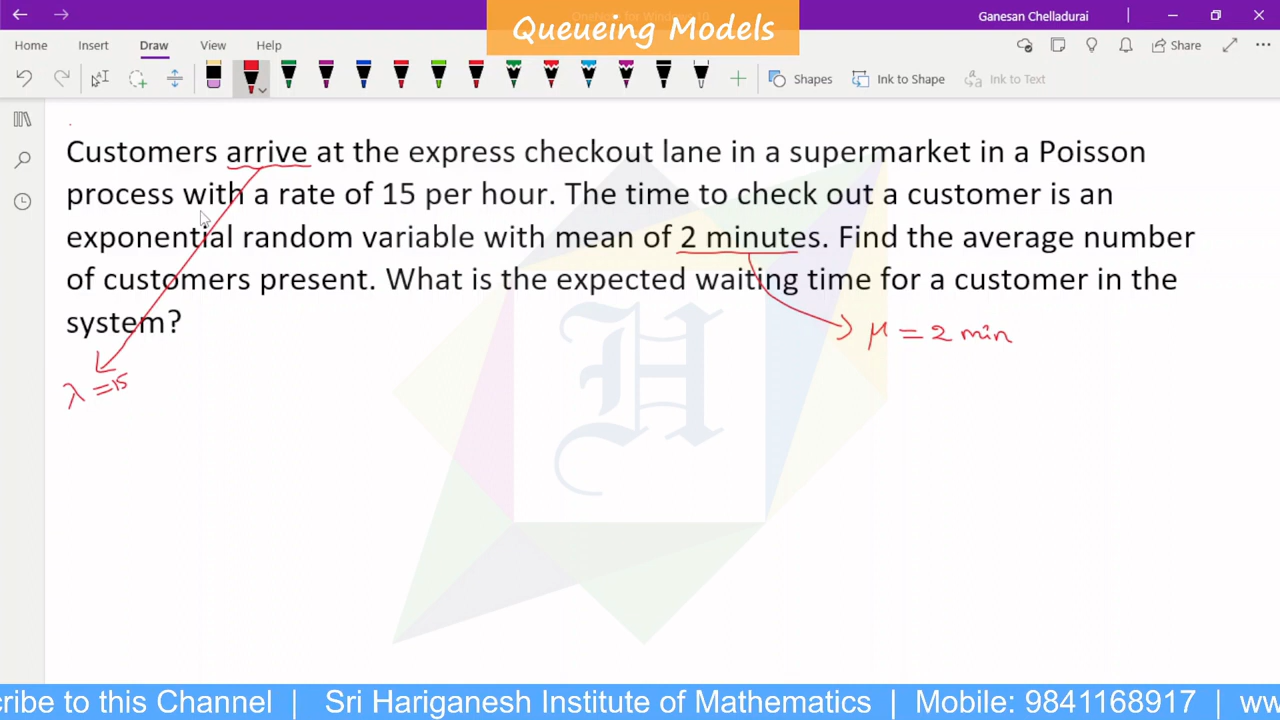 Queueing Models
Ganesan Chelladurai
Home Insert Draw View Help
Share
Shapes Ink to Shape Ink to Text
Customers arrive at the express checkout lane in a supermarket in a Poisson
process with a rate of 15 per hour. The time to check out a customer is an
exponential random variable with mean of 2 minutes. Find the average number
of customers present. What is the expected waiting time for a customer in the
system?
μ = 2 min
λ = 15
H
cribe to this Channel | Sri Hariganesh Institute of Mathematics | Mobile: 9841168917 | ww